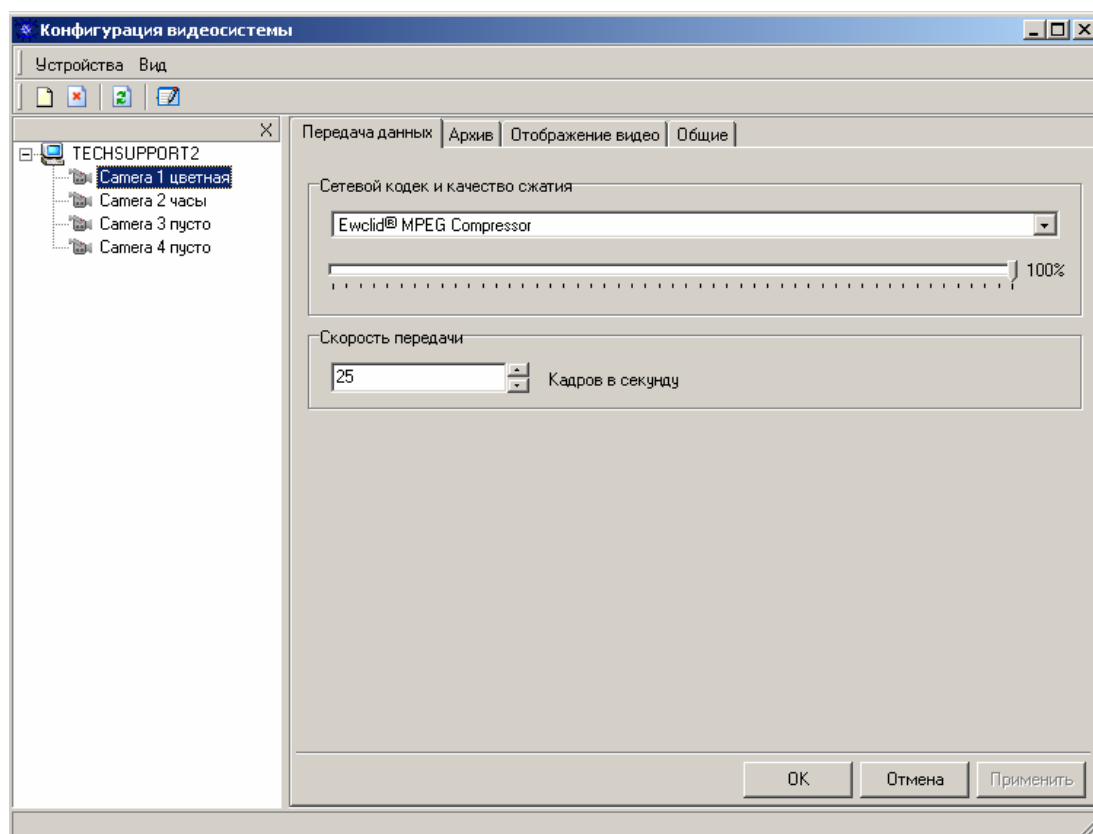 Конфигурация видеосистемы
Устройства Вид
TECHSUPPORT2
Camera 1 цветная
Camera 2 часы
Camera 3 пусто
Camera 4 пусто
Передача данных Архив Отображение видео Общие
Сетевой кодек и качество сжатия
Ewclid® MPEG Compressor
100%
Скорость передачи
25 Кадров в секунду
OK Отмена Применить